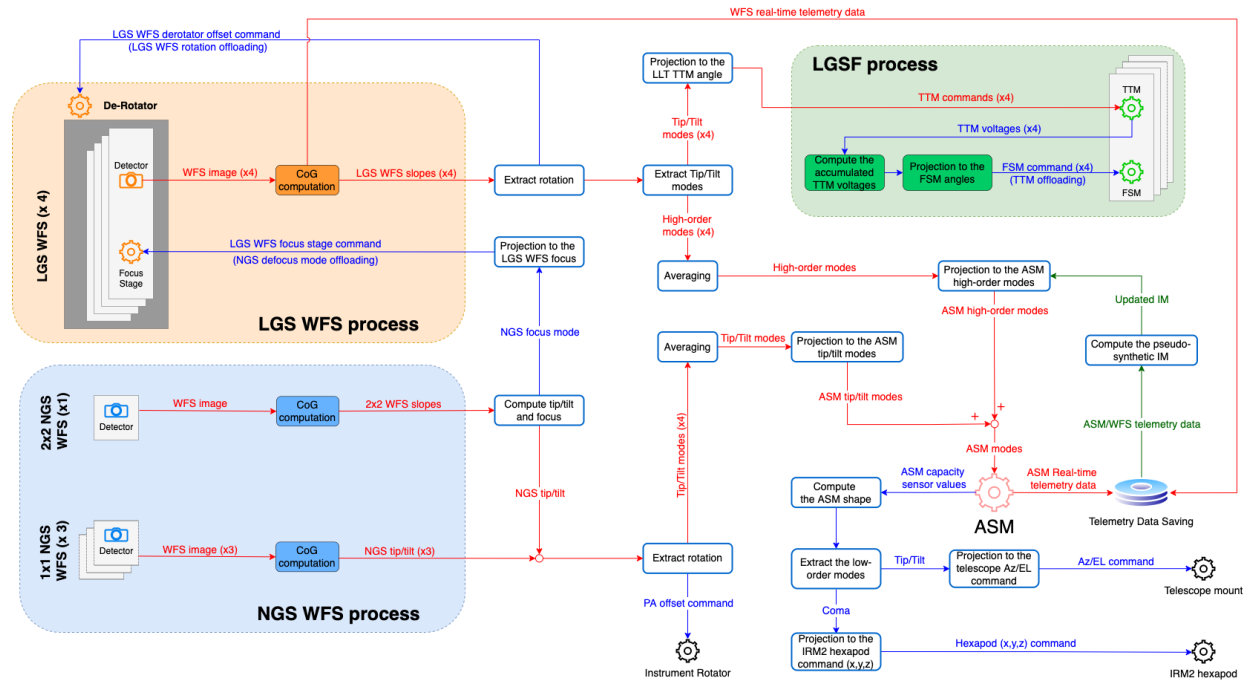 WFS real-time telemetry data
LGS WFS derotator offset command
(LGS WFS rotation offloading)
De-Rotator
LGS WFS (x 4)
Detector
WFS image (x4)
CoG
computation
LGS WFS slopes (x4)
Extract rotation
Focus
Stage
LGS WFS focus stage command
(NGS defocus mode offloading)
Projection to the
LGS WFS focus
LGS WFS process
NGS focus mode
Projection to the
LLT TTM angle
Tip/Tilt
modes (x4)
Extract Tip/Tilt
modes
High-order
modes (x4)
Averaging
High-order modes
Projection to the ASM
high-order modes
LGSF process
TTM commands (x4)
TTM
TTM voltages (x4)
Compute the
accumulated
TTM voltages
Projection to the
FSM angles
FSM command (x4)
(TTM offloading)
FSM
Updated IM
ASM high-order modes
Compute the pseudo-
synthetic IM
Averaging
Tip/Tilt modes
Projection to the ASM
tip/tilt modes
ASM tip/tilt modes
+
+
ASM modes
ASM/WFS telemetry data
2x2 NGS
WFS (x1)
Detector
WFS image
CoG
computation
2x2 WFS slopes
Compute tip/tilt
and focus
NGS tip/tilt
Tip/Tilt modes (x4)
1x1 NGS
WFS (x 3)
Detector
WFS image (x3)
CoG
computation
NGS tip/tilt (x3)
Extract rotation
NGS WFS process
PA offset command
Instrument Rotator
Compute
the ASM shape
ASM capacity
sensor values
ASM
ASM Real-time
telemetry data
Telemetry Data Saving
Extract the low-
order modes
Tip/Tilt
Projection to the
telescope Az/EL
command
Az/EL command
Telescope mount
Coma
Projection to the
IRM2 hexapod
command (x,y,z)
Hexapod (x,y,z) command
IRM2 hexapod